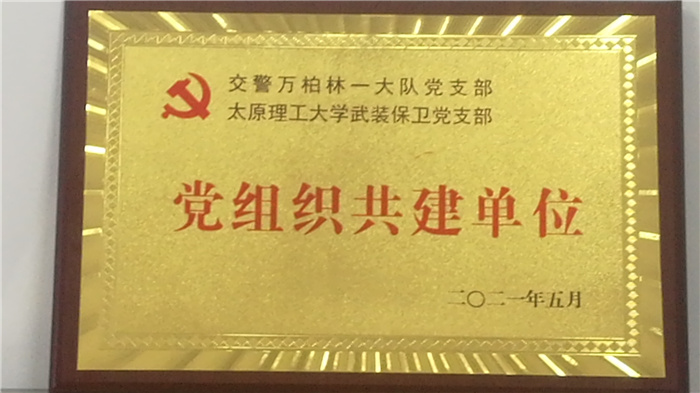 交警万柏林一大队党支部
太原理工大学武装保卫党支部
党组织共建单位
二〇二一年五月